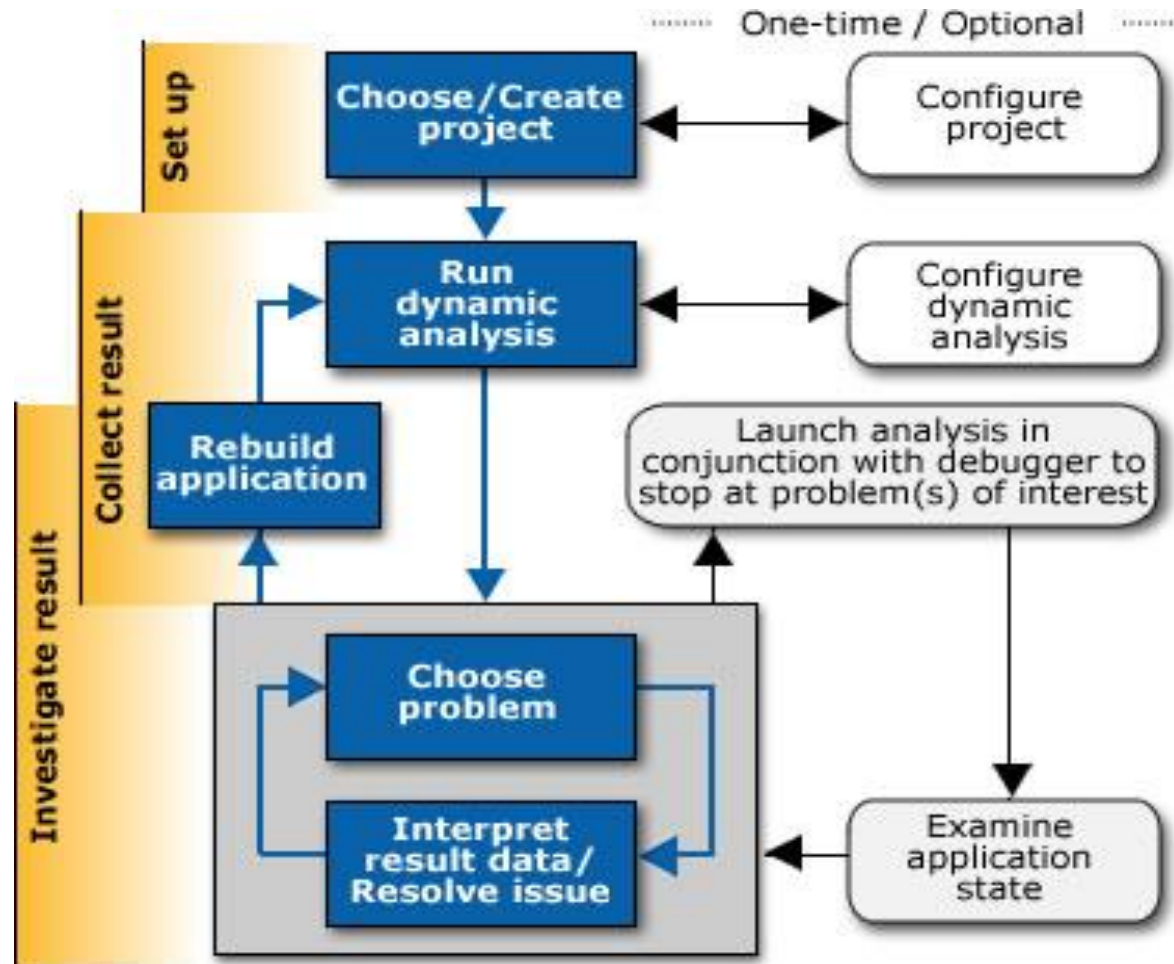 One-time / Optional
Set up
Choose/Create
project
Configure
project
Collect result
Run
dynamic
analysis
Configure
dynamic
analysis
Investigate result
Rebuild
application
Launch analysis in
conjunction with debugger to
stop at problem(s) of interest
Choose
problem
Interpret
result data/
Resolve issue
Examine
application
state